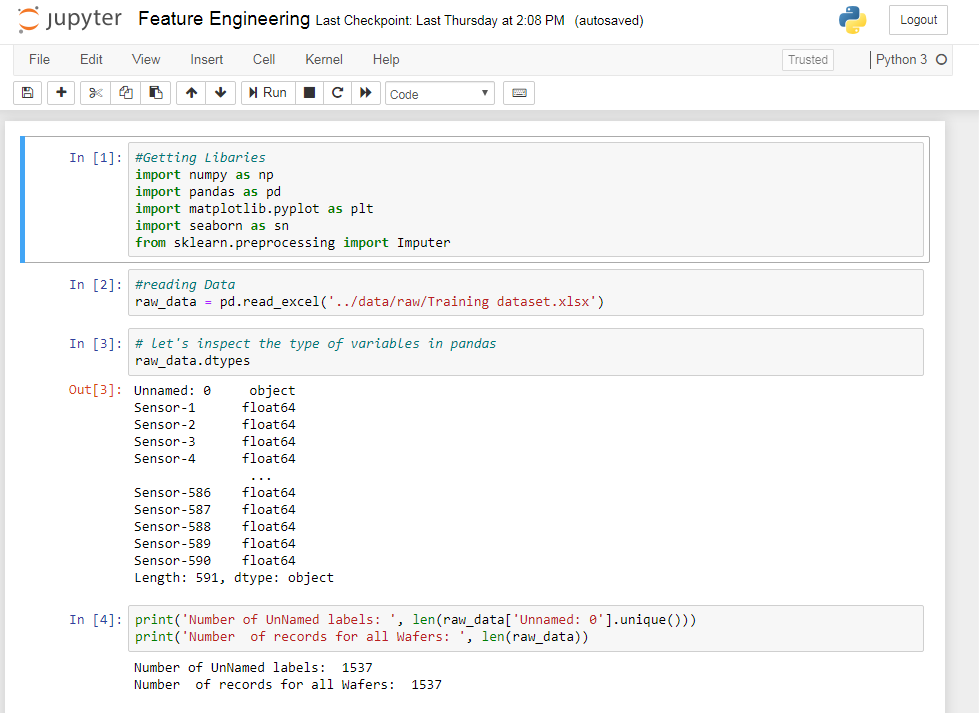 jupyter Feature Engineering Last Checkpoint: Last Thursday at 2:08 PM (autosaved) Logout
File Edit View Insert Cell Kernel Help Trusted Python 3
Run Code
In [1]: #Getting Libaries
import numpy as np
import pandas as pd
import matplotlib.pyplot as plt
import seaborn as sn
from sklearn.preprocessing import Imputer
In [2]: #reading Data
raw_data = pd.read_excel('../data/raw/Training dataset.xlsx')
In [3]: # let's inspect the type of variables in pandas
raw_data.dtypes
Out[3]: Unnamed: 0     object
Sensor-1      float64
Sensor-2      float64
Sensor-3      float64
Sensor-4      float64
...
Sensor-586    float64
Sensor-587    float64
Sensor-588    float64
Sensor-589    float64
Sensor-590    float64
Length: 591, dtype: object
In [4]: print('Number of UnNamed labels: ', len(raw_data['Unnamed: 0'].unique()))
print('Number  of records for all Wafers: ', len(raw_data))
Number of UnNamed labels:  1537
Number  of records for all Wafers:  1537